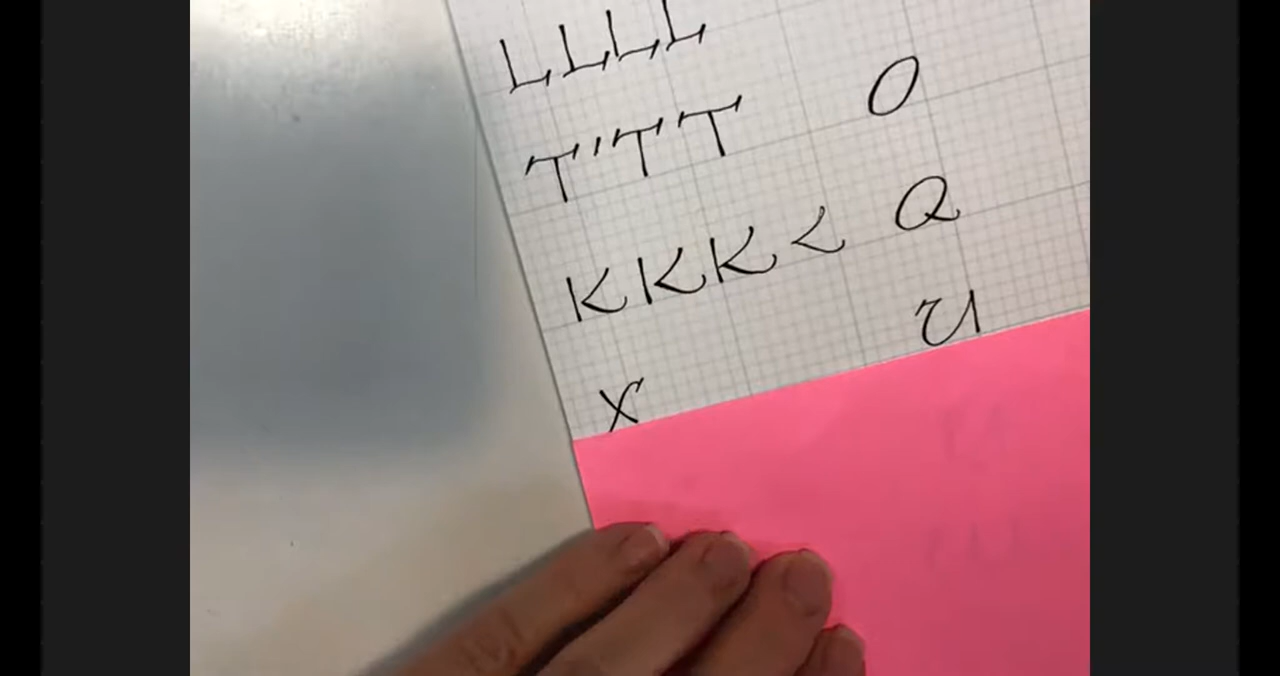 LLLL
T'TT O
KKK< Q
U
X